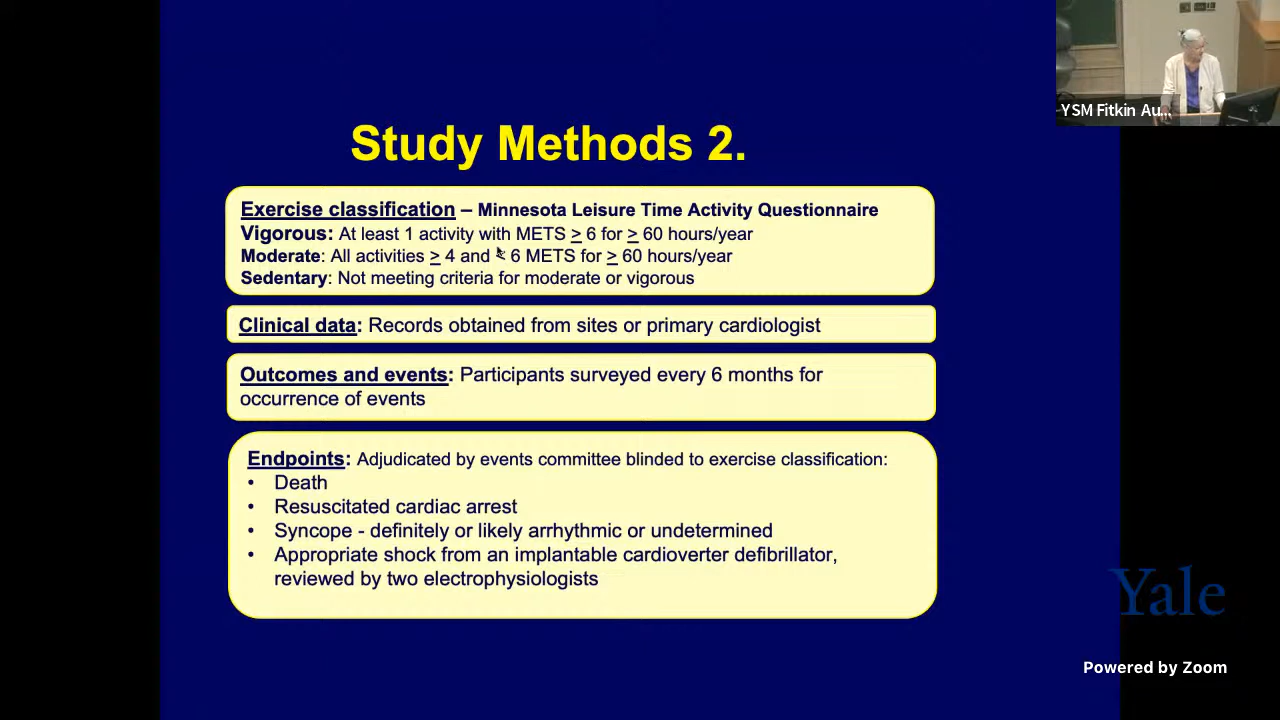 YSM Fitkin Au...
Study Methods 2.
Exercise classification – Minnesota Leisure Time Activity Questionnaire
Vigorous: At least 1 activity with METS ≥ 6 for ≥ 60 hours/year
Moderate: All activities ≥ 4 and < 6 METS for ≥ 60 hours/year
Sedentary: Not meeting criteria for moderate or vigorous
Clinical data: Records obtained from sites or primary cardiologist
Outcomes and events: Participants surveyed every 6 months for
occurrence of events
Endpoints: Adjudicated by events committee blinded to exercise classification:
• Death
• Resuscitated cardiac arrest
• Syncope - definitely or likely arrhythmic or undetermined
• Appropriate shock from an implantable cardioverter defibrillator,
reviewed by two electrophysiologists
Yale
Powered by Zoom